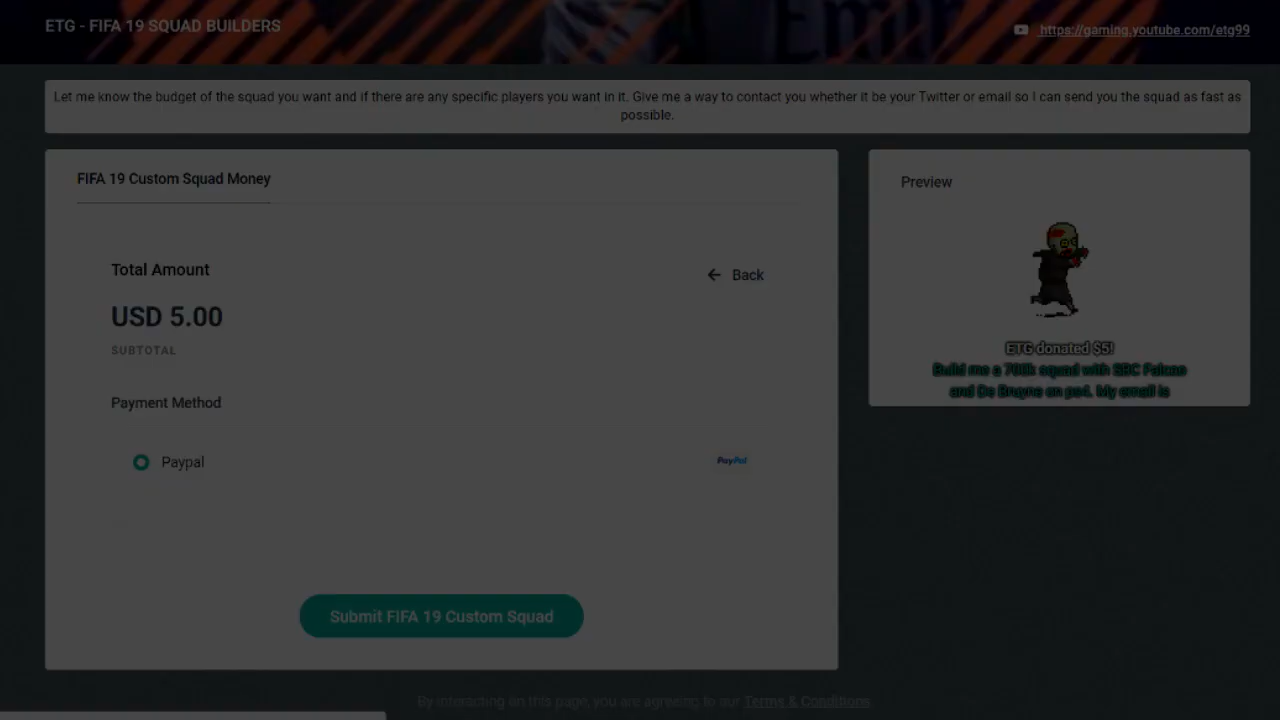 ETG - FIFA 19 SQUAD BUILDERS
https://gaming.youtube.com/etg99
Let me know the budget of the squad you want and if there are any specific players you want in it. Give me a way to contact you whether it be your Twitter or email so I can send you the squad as fast as
possible.
FIFA 19 Custom Squad Money
Preview
Total Amount
Back
USD 5.00
SUBTOTAL
ETG donated $5!
Build me a 700k squad with SBC Falcao
and De Bruyne on ps4. My email is
Payment Method
Paypal
PayPal
Submit FIFA 19 Custom Squad
By interacting on this page, you are agreeing to our Terms & Conditions